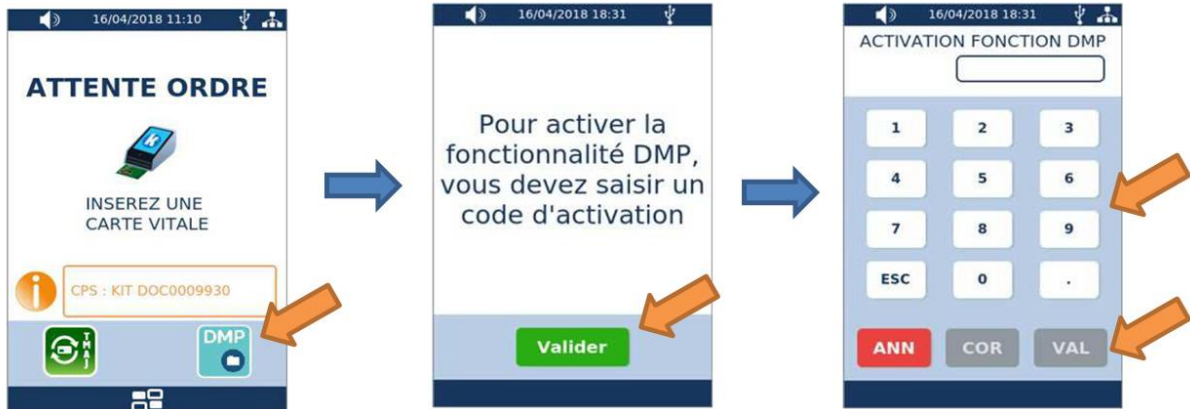 16/04/2018 11:10
ATTENTE ORDRE
k
INSEREZ UNE
CARTE VITALE
i
CPS : KIT DOC0009930
TMAJ
DMP
16/04/2018 18:31
Pour activer la
fonctionnalité DMP,
vous devez saisir un
code d'activation
Valider
16/04/2018 18:31
ACTIVATION FONCTION DMP
1 2 3
4 5 6
7 8 9
ESC 0 .
ANN COR VAL